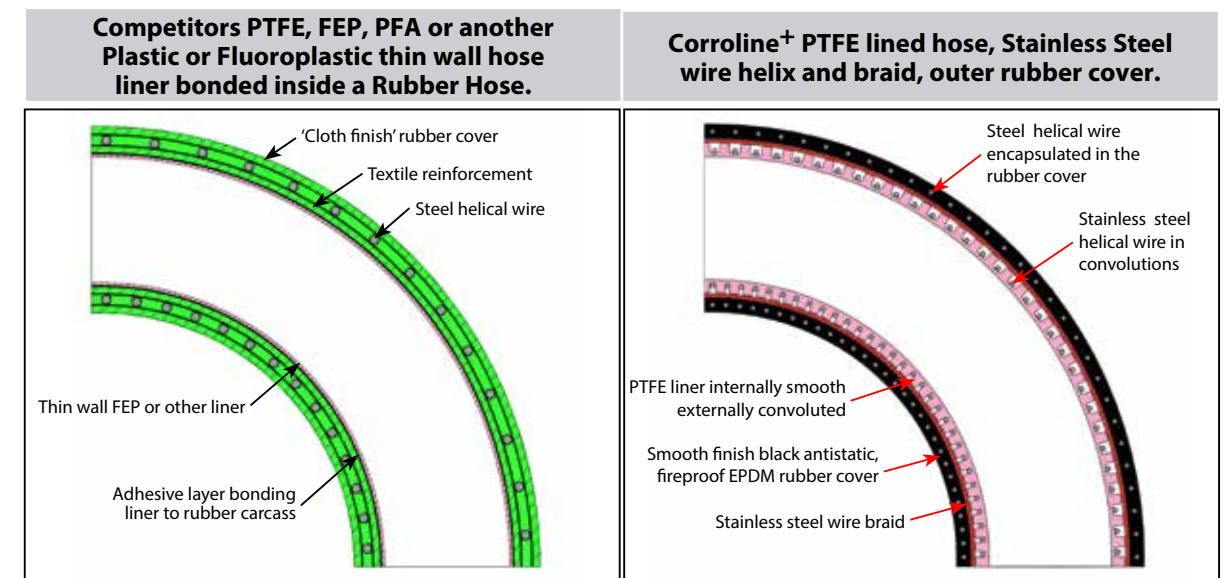 Competitors PTFE, FEP, PFA or another
Plastic or Fluoroplastic thin wall hose
liner bonded inside a Rubber Hose.
'Cloth finish' rubber cover
Textile reinforcement
Steel helical wire
Thin wall FEP or other liner
Adhesive layer bonding
liner to rubber carcass
Corroline+ PTFE lined hose, Stainless Steel
wire helix and braid, outer rubber cover.
Steel helical wire
encapsulated in the
rubber cover
Stainless steel
helical wire in
convolutions
PTFE liner internally smooth
externally convoluted
Smooth finish black antistatic,
fireproof EPDM rubber cover
Stainless steel wire braid